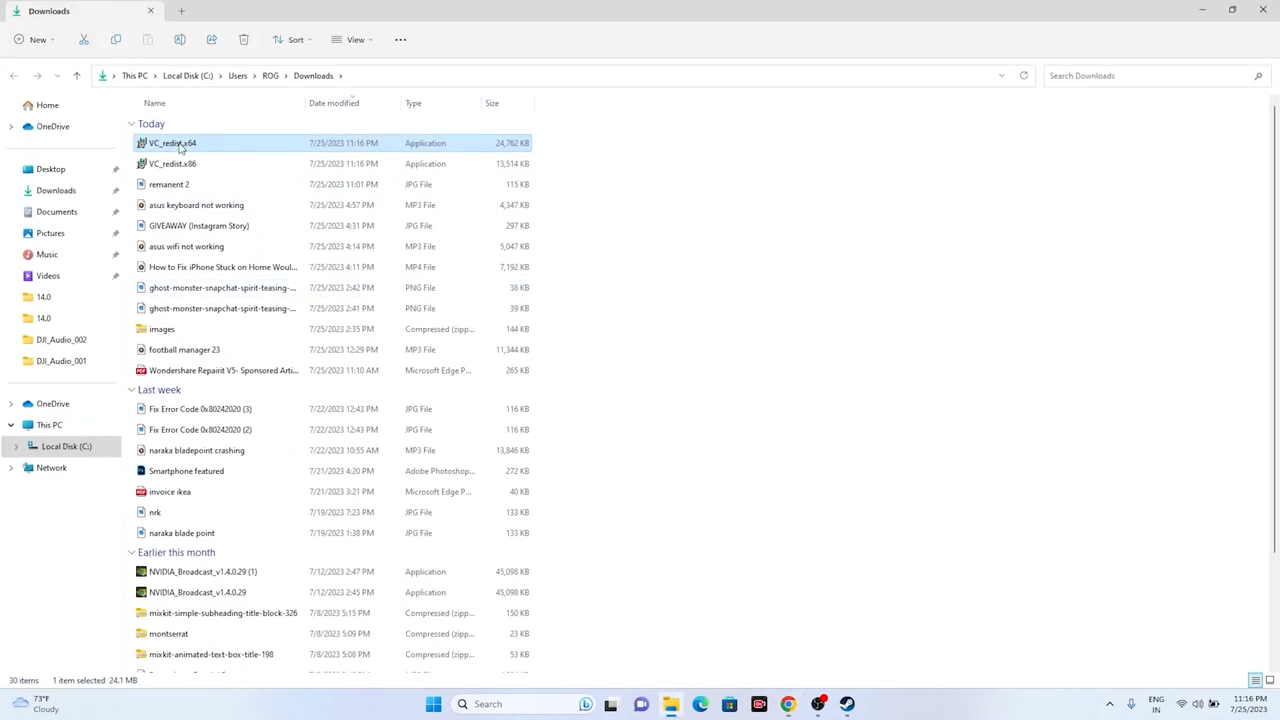 Downloads
New
Sort
View
This PC > Local Disk (C:) > Users > ROG > Downloads >
Search Downloads
Home
OneDrive
Desktop
Downloads
Documents
Pictures
Music
Videos
14.0
14.0
DJI_Audio_002
DJI_Audio_001
OneDrive
This PC
Local Disk (C:)
Network
Name Date modified Type Size
Today
VC_redist.x64 7/25/2023 11:16 PM Application 24,762 KB
VC_redist.x86 7/25/2023 11:16 PM Application 13,514 KB
remanent 2 7/25/2023 11:01 PM JPG File 115 KB
asus keyboard not working 7/25/2023 4:57 PM MP3 File 4,347 KB
GIVEAWAY (Instagram Story) 7/25/2023 4:31 PM JPG File 297 KB
asus wifi not working 7/25/2023 4:14 PM MP3 File 5,047 KB
How to Fix iPhone Stuck on Home Woul... 7/25/2023 4:11 PM MP4 File 7,192 KB
ghost-monster-snapchat-spirit-teasing-... 7/25/2023 2:42 PM PNG File 38 KB
ghost-monster-snapchat-spirit-teasing-... 7/25/2023 2:41 PM PNG File 39 KB
images 7/25/2023 2:35 PM Compressed (zipp... 144 KB
football manager 23 7/25/2023 12:29 PM MP3 File 11,344 KB
Wondershare Repairit V5- Sponsored Arti... 7/25/2023 11:10 AM Microsoft Edge P... 265 KB
Last week
Fix Error Code 0x80242020 (3) 7/22/2023 12:43 PM JPG File 116 KB
Fix Error Code 0x80242020 (2) 7/22/2023 12:43 PM JPG File 116 KB
naraka bladepoint crashing 7/22/2023 10:55 AM MP3 File 13,846 KB
Smartphone featured 7/21/2023 4:20 PM Adobe Photoshop... 272 KB
invoice ikea 7/21/2023 3:21 PM Microsoft Edge P... 40 KB
nrk 7/19/2023 7:23 PM JPG File 133 KB
naraka blade point 7/19/2023 1:38 PM JPG File 133 KB
Earlier this month
NVIDIA_Broadcast_v1.4.0.29 (1) 7/12/2023 2:47 PM Application 45,098 KB
NVIDIA_Broadcast_v1.4.0.29 7/12/2023 2:45 PM Application 45,098 KB
mixkit-simple-subheading-title-block-326 7/8/2023 5:15 PM Compressed (zipp... 150 KB
montserrat 7/8/2023 5:09 PM Compressed (zipp... 23 KB
mixkit-animated-text-box-title-198 7/8/2023 5:08 PM Compressed (zipp... 53 KB
30 items 1 item selected 24.1 MB
73°F
Cloudy
Search
ENG
IN
11:16 PM
7/25/2023